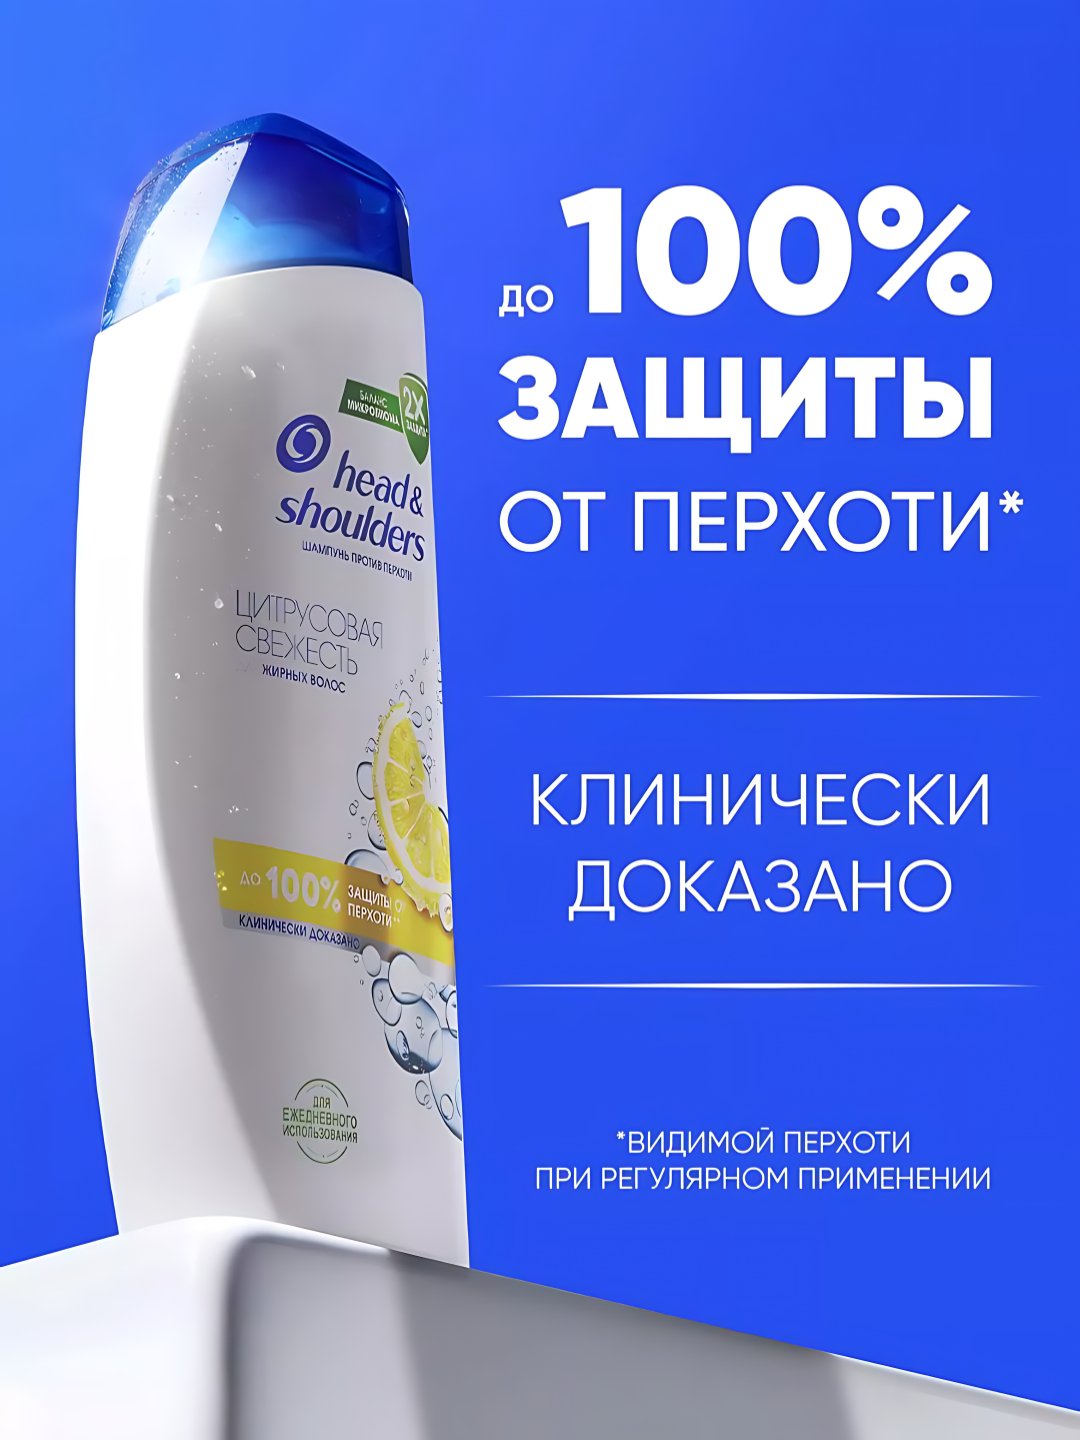 ДО 100%
ЗАЩИТЫ
ОТ ПЕРХОТИ*
КЛИНИЧЕСКИ
ДОКАЗАНО
*ВИДИМОЙ ПЕРХОТИ
ПРИ РЕГУЛЯРНОМ ПРИМЕНЕНИИ
БАЛАНС
МИКРОБИОМА
2X
ЗАЩИТА*
head &
shoulders
ШАМПУНЬ ПРОТИВ ПЕРХОТИ
ЦИТРУСОВАЯ
СВЕЖЕСТЬ
ЖИРНЫХ ВОЛОС
ДО 100% ЗАЩИТЫ
ПЕРХОТИ**
КЛИНИЧЕСКИ ДОКАЗАНО
ДЛЯ
ЕЖЕДНЕВНОГО
ИСПОЛЬЗОВАНИЯ